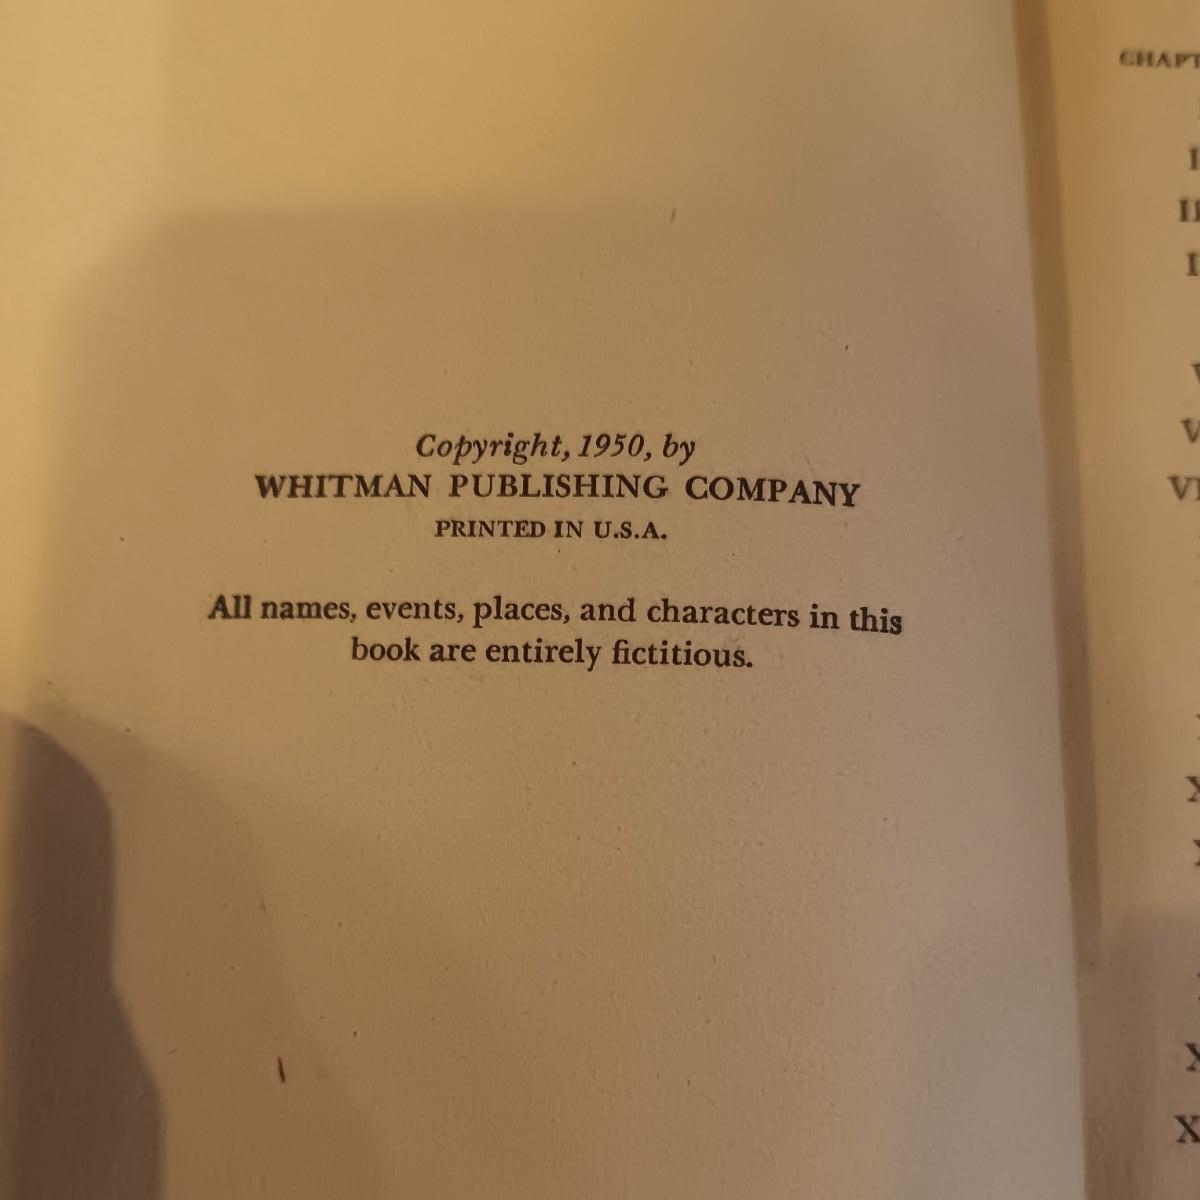 Copyright, 1950, by
WHITMAN PUBLISHING COMPANY
PRINTED IN U.S.A.
All names, events, places, and characters in this
book are entirely fictitious.